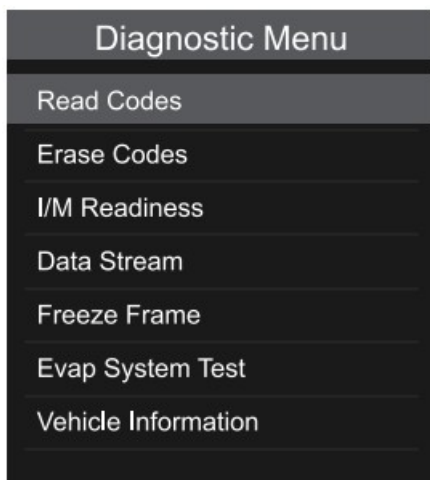 Diagnostic Menu
Read Codes
Erase Codes
I/M Readiness
Data Stream
Freeze Frame
Evap System Test
Vehicle Information